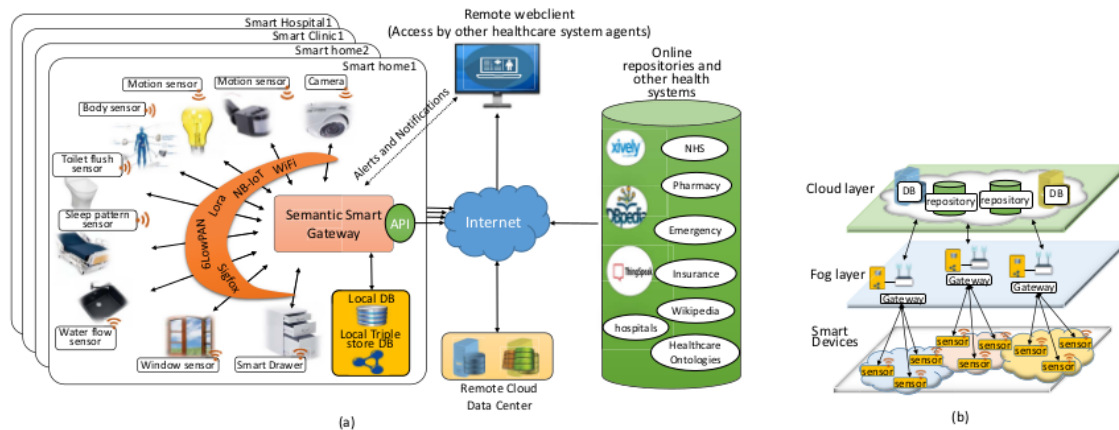 Smart Hospital1
Smart Clinic1
Smart home2
Smart home1
Motion sensor
Motion sensor
Camera
Body sensor
Toilet flush
sensor
Sleep pattern
sensor
Water flow
sensor
Window sensor
Smart Drawer
WiFi
NB-IoT
Lora
6LowPAN
Sigfox
Semantic Smart
Gateway
API
Local DB
Local Triple
store DB
Alerts and Notifications
Remote webclient
(Access by other healthcare system agents)
Internet
Remote Cloud
Data Center
Online
repositories and
other health
systems
xively
NHS
Pharmacy
DBpedia
Emergency
ThingSpeak
Insurance
Wikipedia
hospitals
Healthcare
Ontologies
(a)
Cloud layer
DB
repository
repository
DB
Fog layer
Gateway
Gateway
Gateway
Smart
Devices
sensor
sensor
sensor
sensor
sensor
sensor
sensor
sensor
sensor
(b)